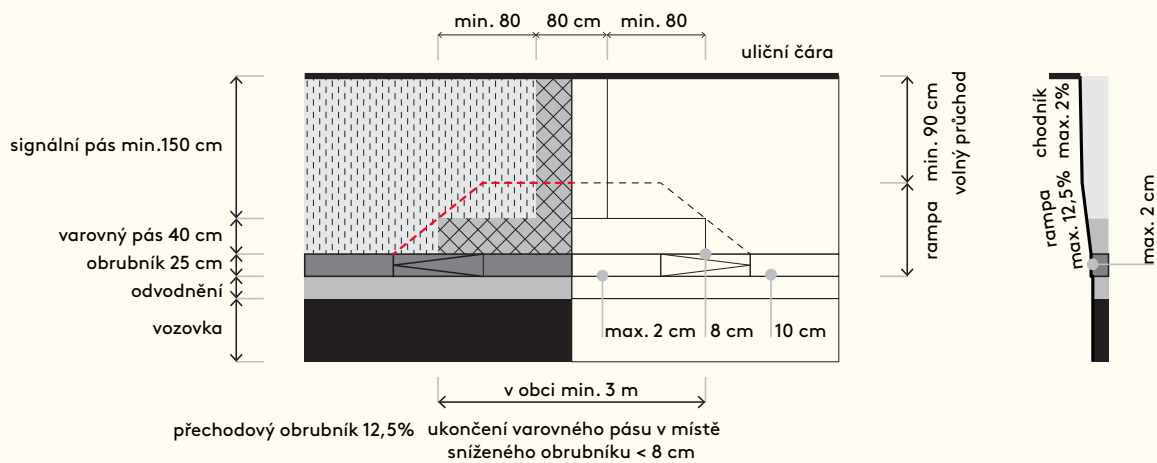 min. 80
80 cm
min. 80
uliční čára
signální pás min.150 cm
varovný pás 40 cm
obrubník 25 cm
odvodnění
vozovka
min. 90 cm
volný průchod
rampa
chodník
max. 2%
rampa
max. 12,5%
max. 2 cm
max. 2 cm
8 cm
10 cm
v obci min. 3 m
přechodový obrubník 12,5%
ukončení varovného pásu v místě
sníženého obrubníku < 8 cm